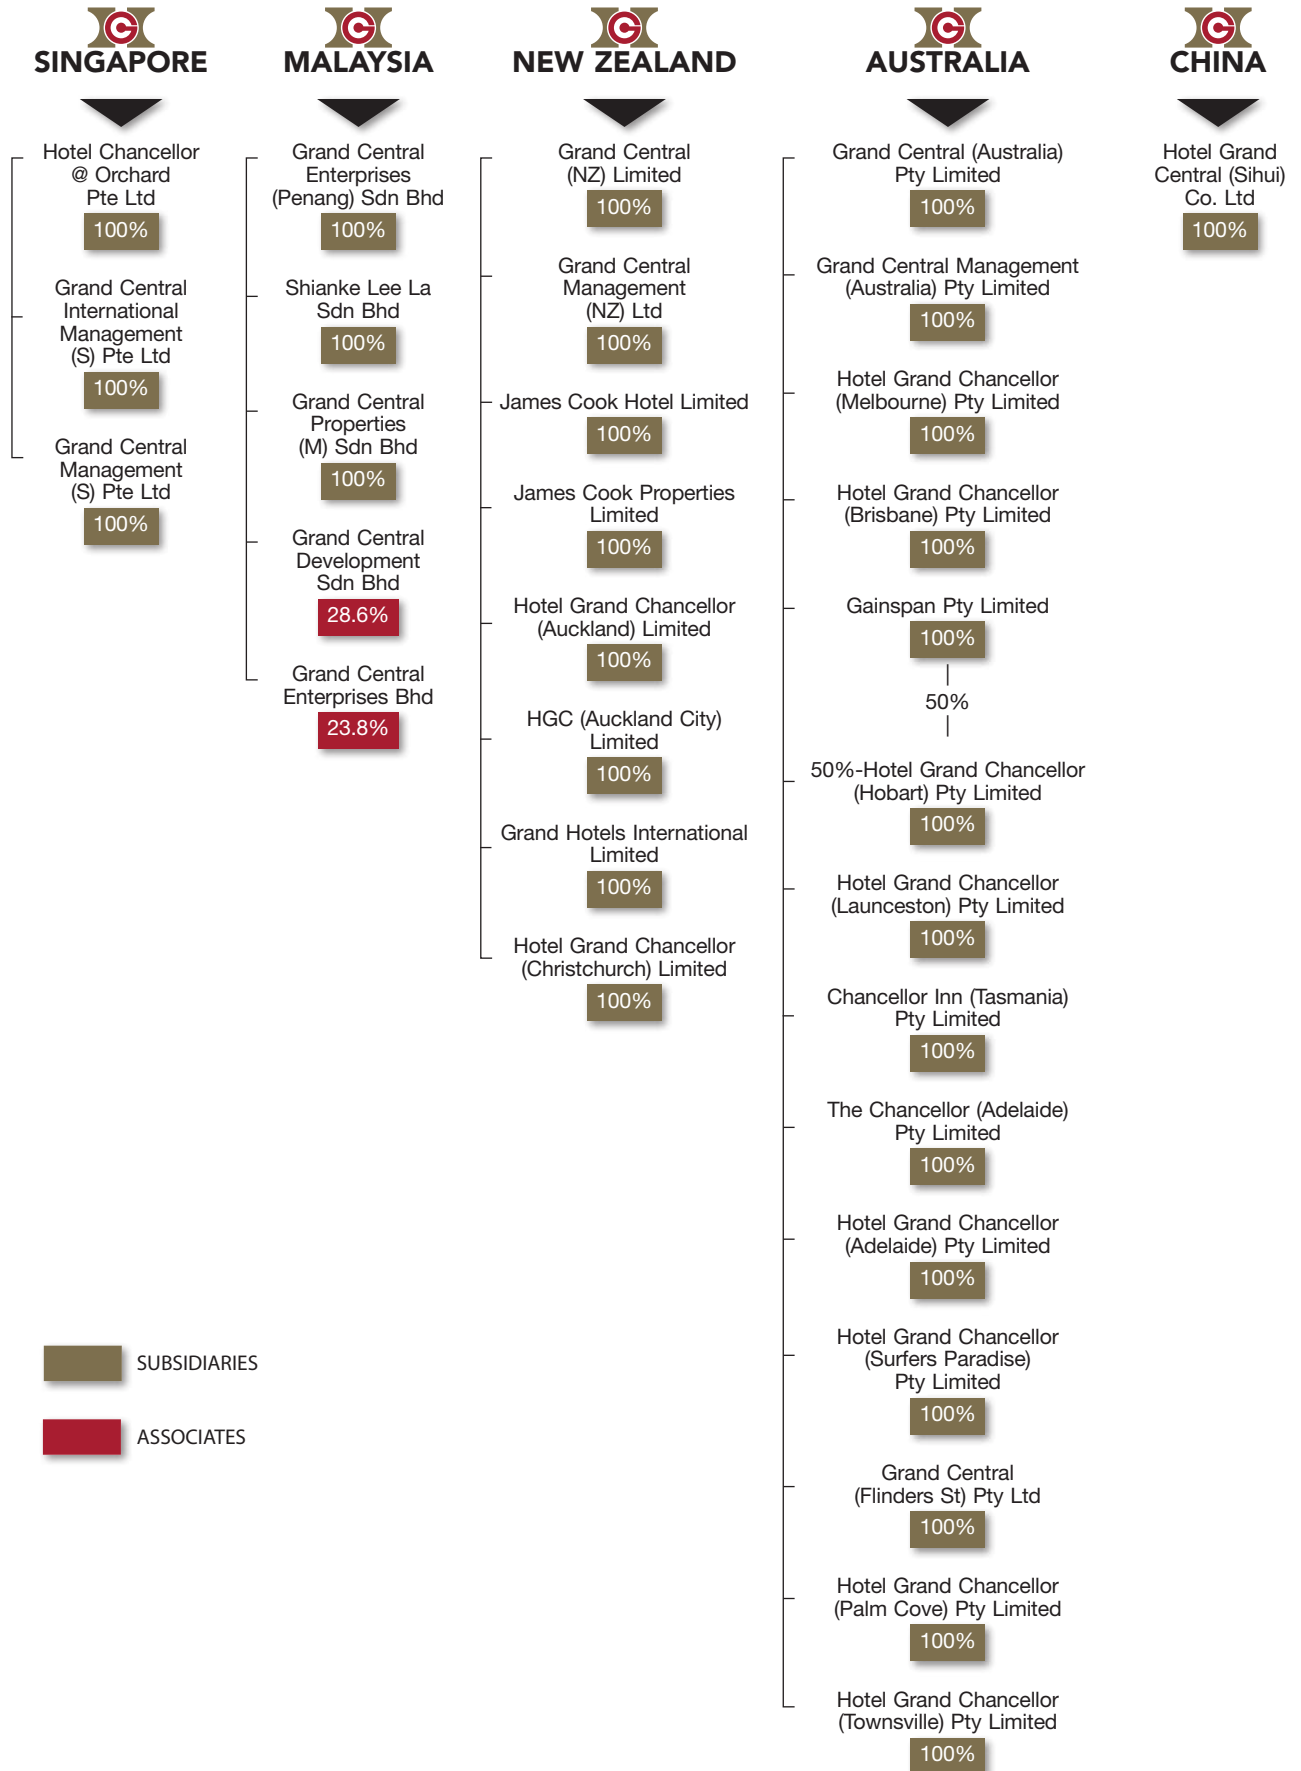 SINGAPORE
Hotel Chancellor
@ Orchard
Pte Ltd
100%
Grand Central
International
Management
(S) Pte Ltd
100%
Grand Central
Management
(S) Pte Ltd
100%
MALAYSIA
Grand Central
Enterprises
(Penang) Sdn Bhd
100%
Shianke Lee La
Sdn Bhd
100%
Grand Central
Properties
(M) Sdn Bhd
100%
Grand Central
Development
Sdn Bhd
28.6%
Grand Central
Enterprises Bhd
23.8%
NEW ZEALAND
Grand Central
(NZ) Limited
100%
Grand Central
Management
(NZ) Ltd
100%
James Cook Hotel Limited
100%
James Cook Properties
Limited
100%
Hotel Grand Chancellor
(Auckland) Limited
100%
HGC (Auckland City)
Limited
100%
Grand Hotels International
Limited
100%
Hotel Grand Chancellor
(Christchurch) Limited
100%
AUSTRALIA
Grand Central (Australia)
Pty Limited
100%
Grand Central Management
(Australia) Pty Limited
100%
Hotel Grand Chancellor
(Melbourne) Pty Limited
100%
Hotel Grand Chancellor
(Brisbane) Pty Limited
100%
Gainspan Pty Limited
100%
50%
50%-Hotel Grand Chancellor
(Hobart) Pty Limited
100%
Hotel Grand Chancellor
(Launceston) Pty Limited
100%
Chancellor Inn (Tasmania)
Pty Limited
100%
The Chancellor (Adelaide)
Pty Limited
100%
Hotel Grand Chancellor
(Adelaide) Pty Limited
100%
Hotel Grand Chancellor
(Surfers Paradise)
Pty Limited
100%
Grand Central
(Flinders St) Pty Ltd
100%
Hotel Grand Chancellor
(Palm Cove) Pty Limited
100%
Hotel Grand Chancellor
(Townsville) Pty Limited
100%
CHINA
Hotel Grand
Central (Sihui)
Co. Ltd
100%
SUBSIDIARIES
ASSOCIATES